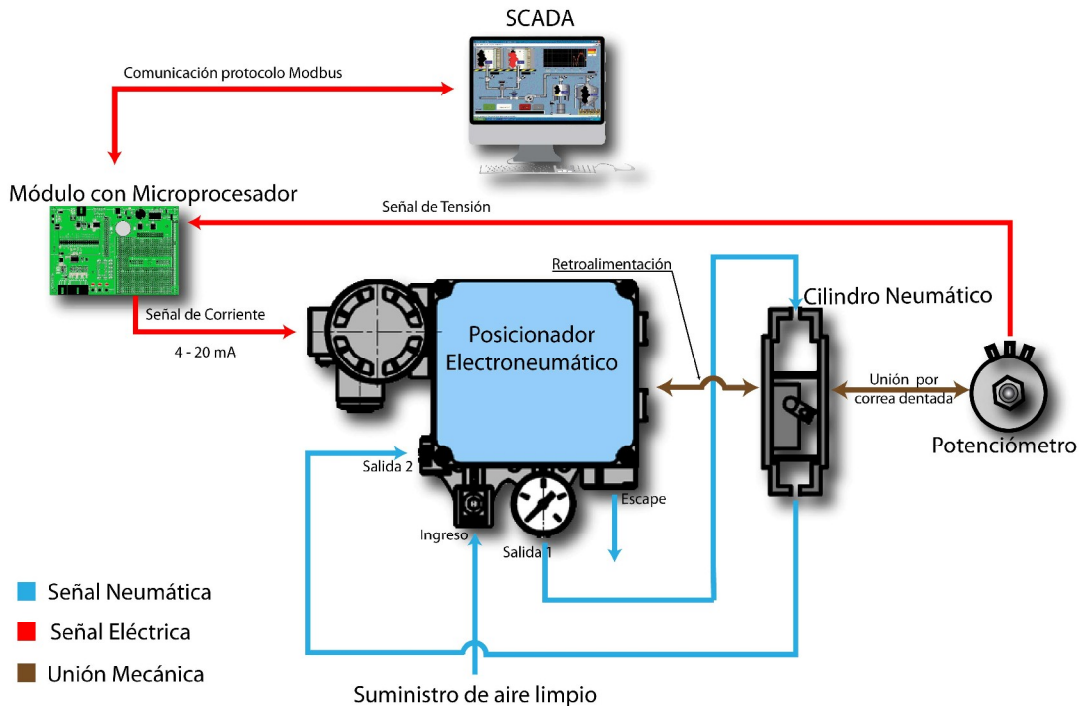 SCADA
Comunicación protocolo Modbus
Módulo con Microprocesador
Señal de Tensión
Retroalimentación
Cilindro Neumático
Señal de Corriente
4 - 20 mA
Posicionador
Electroneumático
Unión por
correa dentada
Potenciómetro
Salida 2
Escape
Ingreso
Salida 1
Señal Neumática
Señal Eléctrica
Unión Mecánica
Suministro de aire limpio